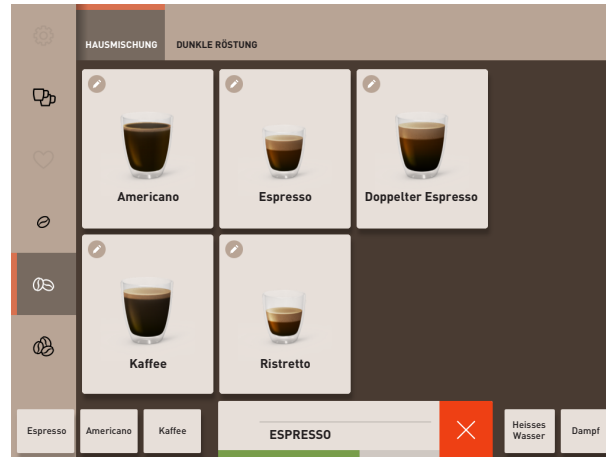 HAUSMISCHUNG DUNKLE RÖSTUNG
Americano Espresso Doppelter Espresso
Kaffee Ristretto
Espresso Americano Kaffee ESPRESSO Heisses Wasser Dampf